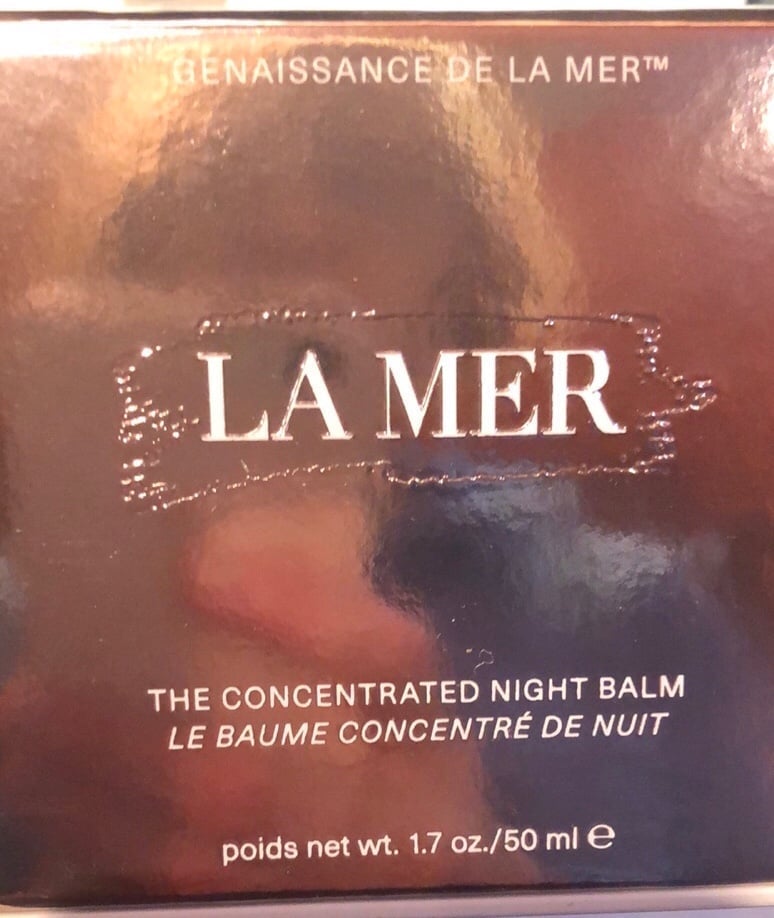 GENAISSANCE DE LA MER™
LA MER
THE CONCENTRATED NIGHT BALM
LE BAUME CONCENTRÉ DE NUIT
poids net wt. 1.7 oz./50 ml ℮